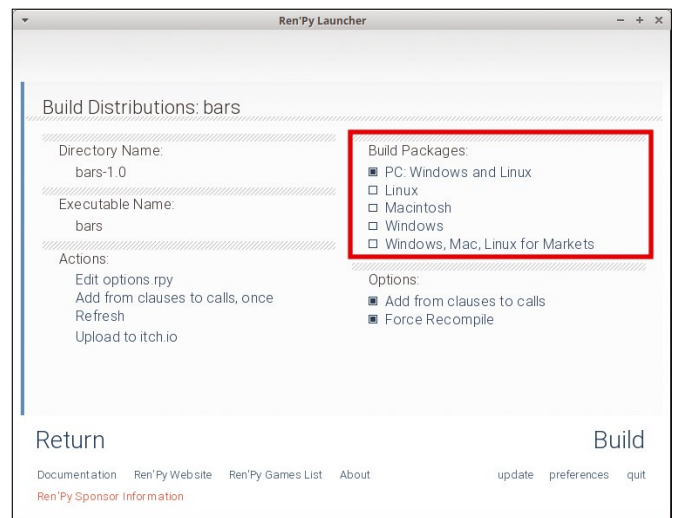 Ren'Py Launcher
Build Distributions: bars
Directory Name:
bars-1.0
Executable Name:
bars
Actions:
Edit options.rpy
Add from clauses to calls, once
Refresh
Upload to itch.io
Build Packages:
PC: Windows and Linux
Linux
Macintosh
Windows
Windows, Mac, Linux for Markets
Options:
Add from clauses to calls
Force Recompile
Return
Build
Documentation Ren'Py Website Ren'Py Games List About update preferences quit
Ren'Py Sponsor Information